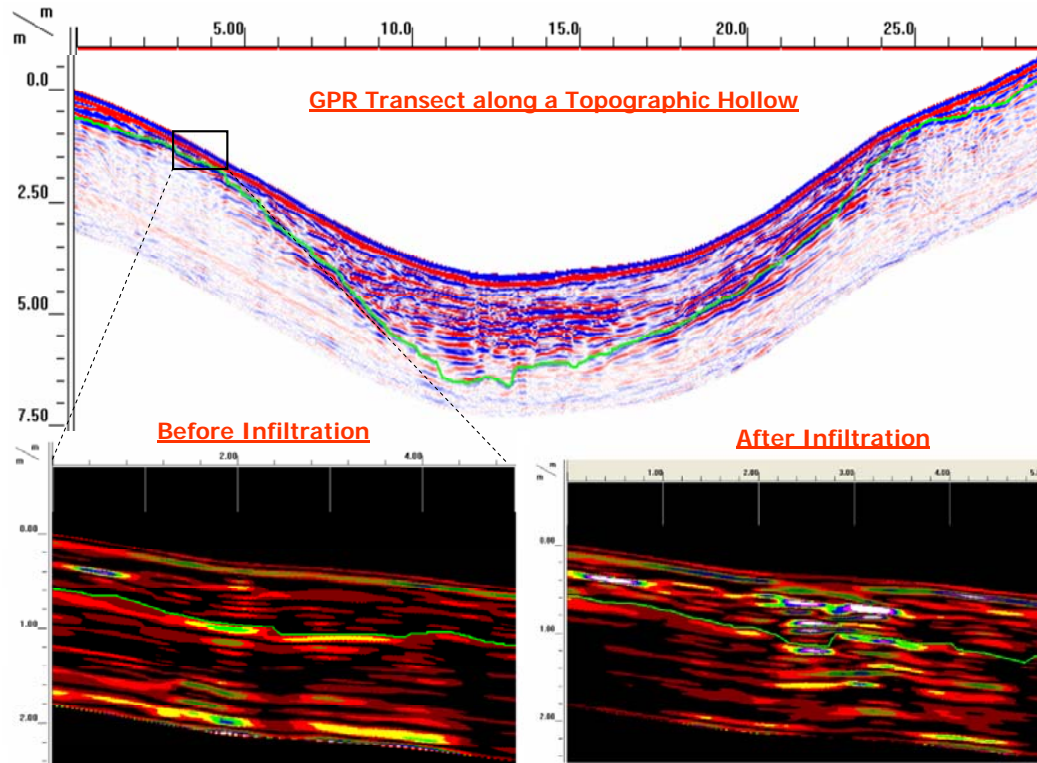 m
m
5.00 10.0 15.0 20.0 25.0
GPR Transect along a Topographic Hollow
0.0
2.50
5.00
7.50
Before Infiltration
After Infiltration
m
m
2.00 4.00
0.00
1.00
2.00
m
m
1.00 2.00 3.00 4.00 5.0
0.00
1.00
2.00